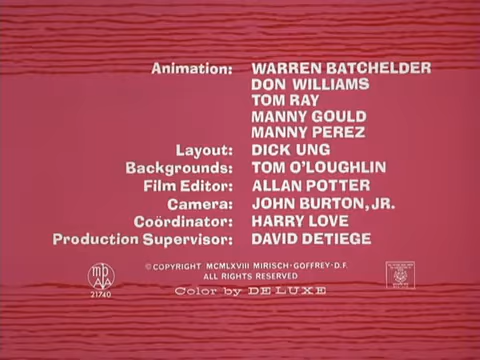 Animation: WARREN BATCHELDER
DON WILLIAMS
TOM RAY
MANNY GOULD
MANNY PEREZ
Layout: DICK UNG
Backgrounds: TOM O'LOUGHLIN
Film Editor: ALLAN POTTER
Camera: JOHN BURTON, JR.
Coördinator: HARRY LOVE
Production Supervisor: DAVID DETIEGE
© COPYRIGHT MCMLXVIII MIRISCH-GOFFREY-D.F.
ALL RIGHTS RESERVED
Color by DE LUXE
mpAA
21740